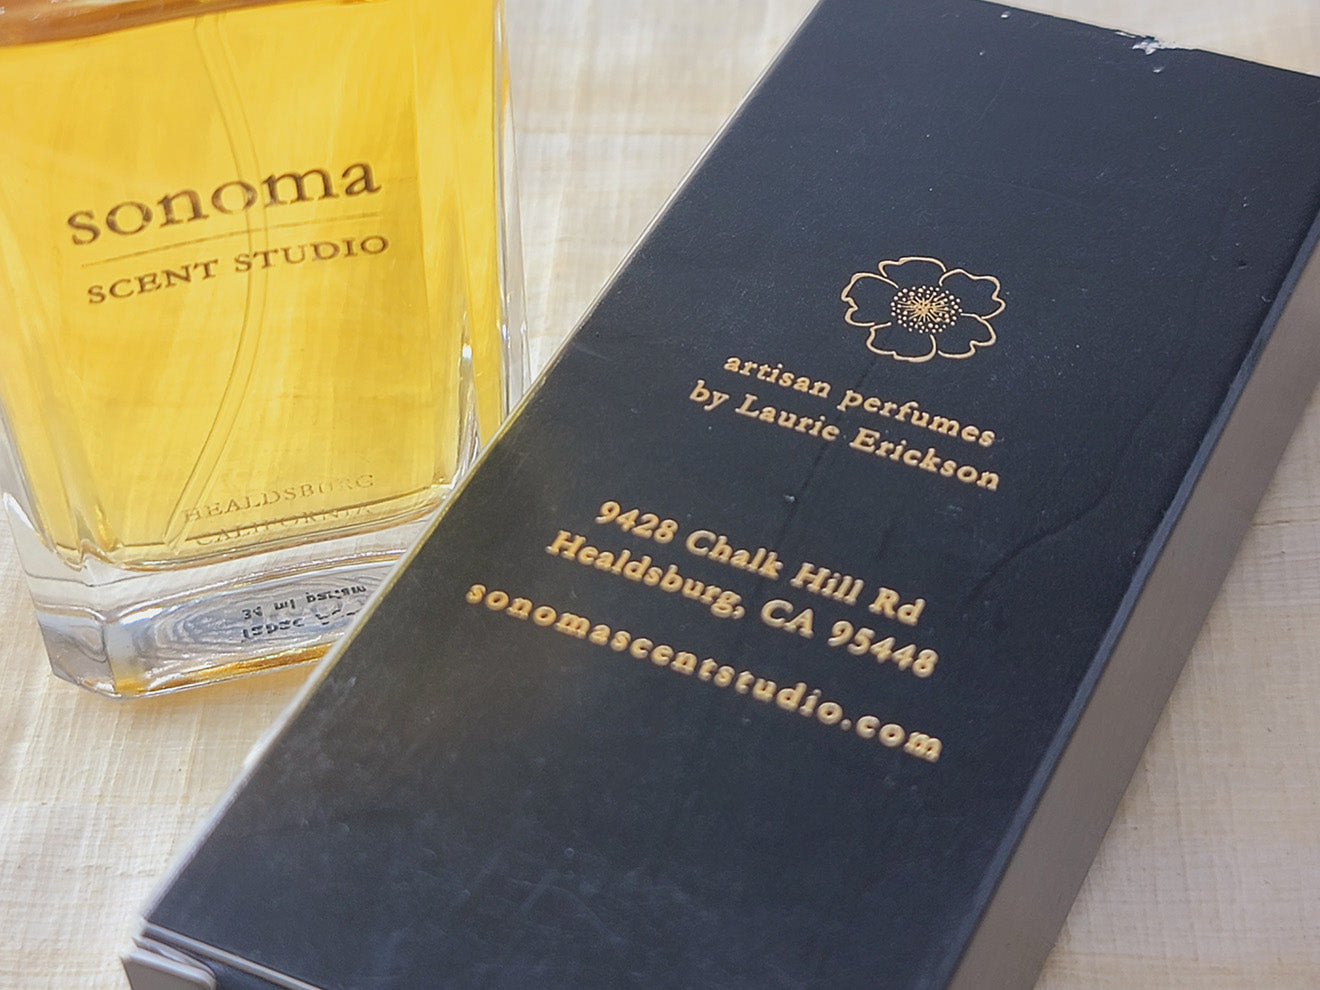 sonoma
SCENT STUDIO
HEALDSBURG
CALIFORNIA
artisan perfumes
by Laurie Erickson
9428 Chalk Hill Rd
Healdsburg, CA 95448
sonomascentstudio.com